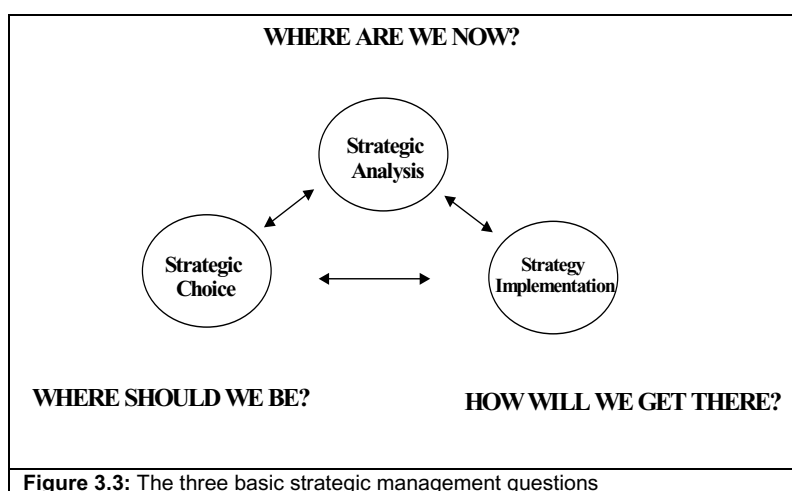 WHERE ARE WE NOW?
Strategic
Analysis
Strategic
Choice
Strategy
Implementation
WHERE SHOULD WE BE?
HOW WILL WE GET THERE?
Figure 3.3: The three basic strategic management questions